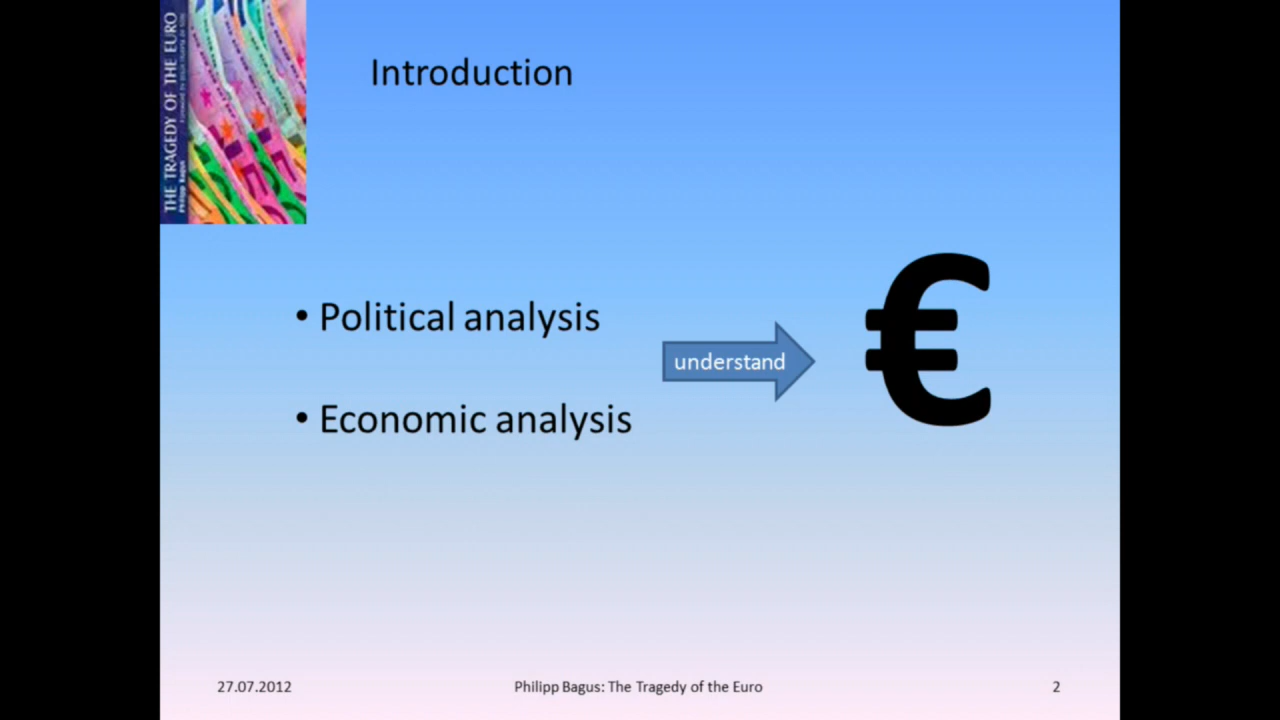 THE TRAGEDY OF THE EURO
Philipp Bagus
Introduction
• Political analysis
• Economic analysis
understand
€
27.07.2012
Philipp Bagus: The Tragedy of the Euro
2